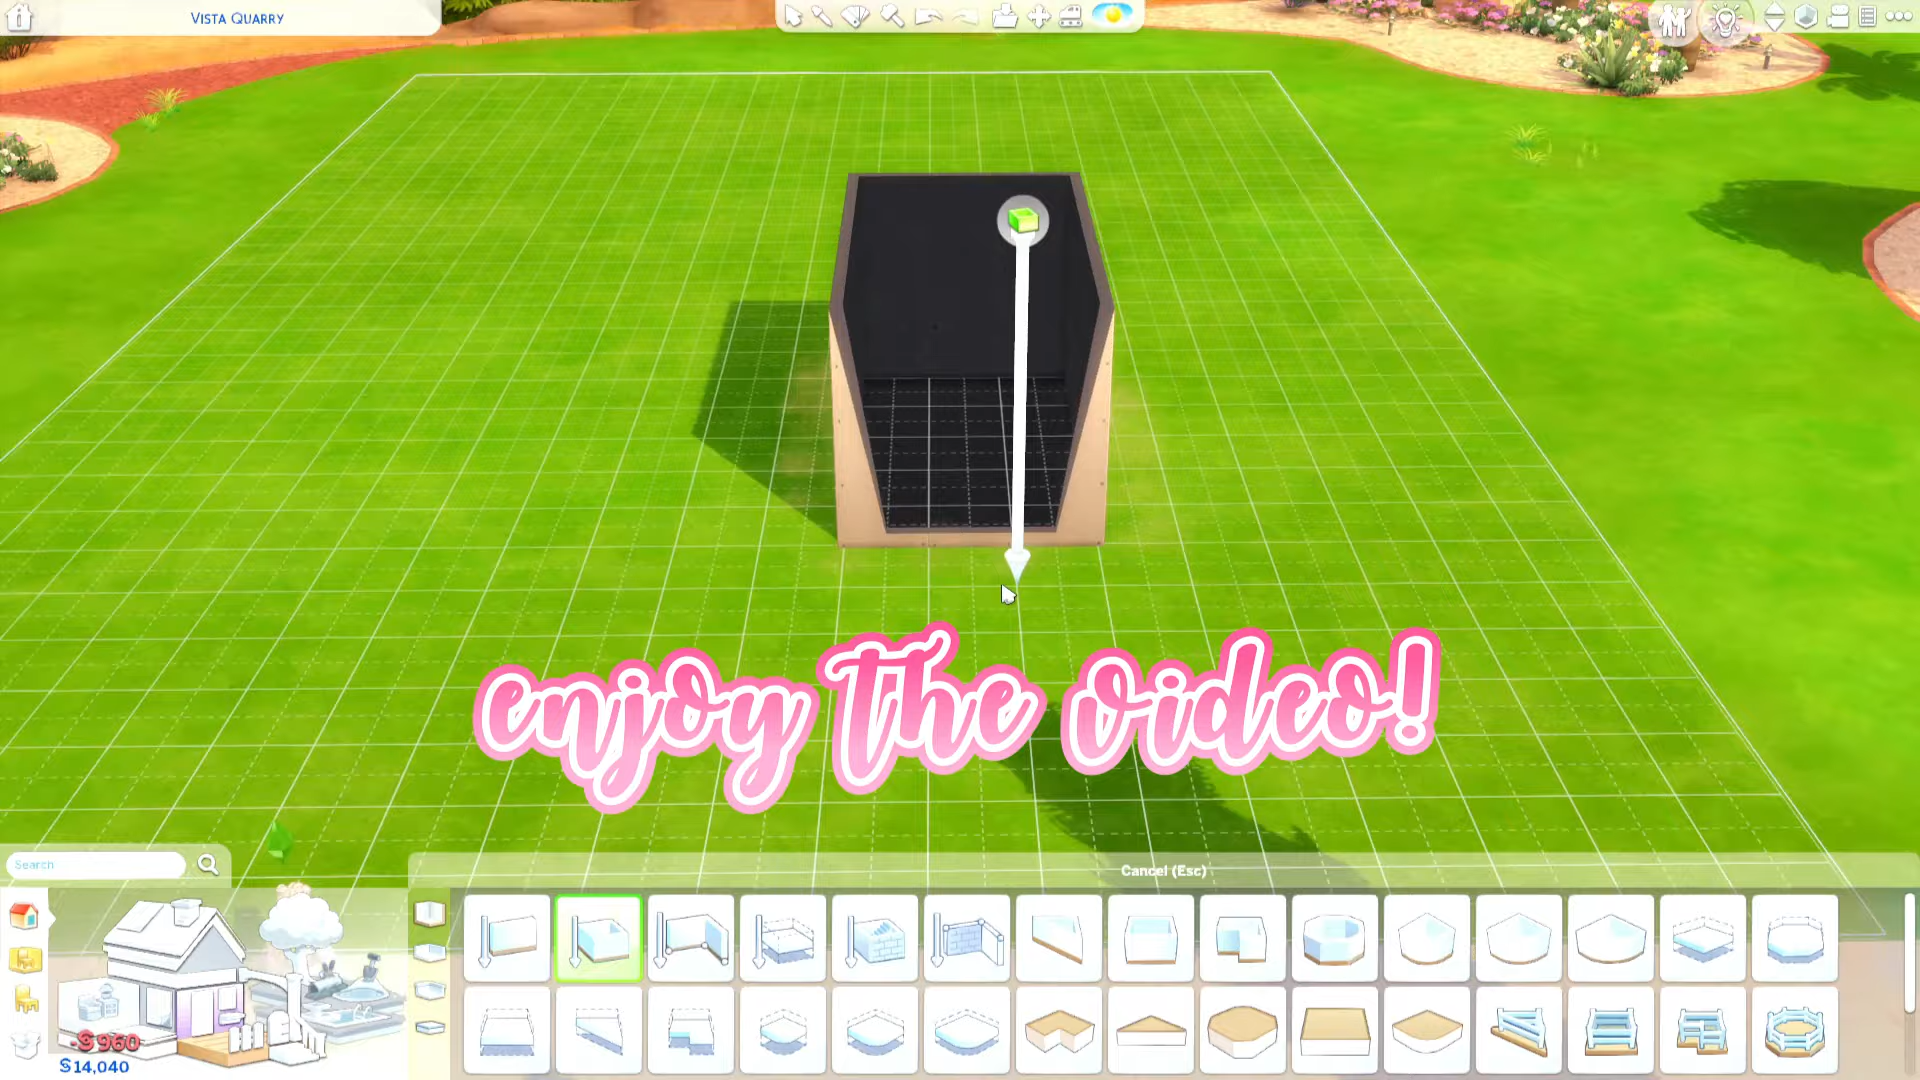 Vista Quarry
enjoy the video!
Search
Cancel (Esc)
-§960
§14,040